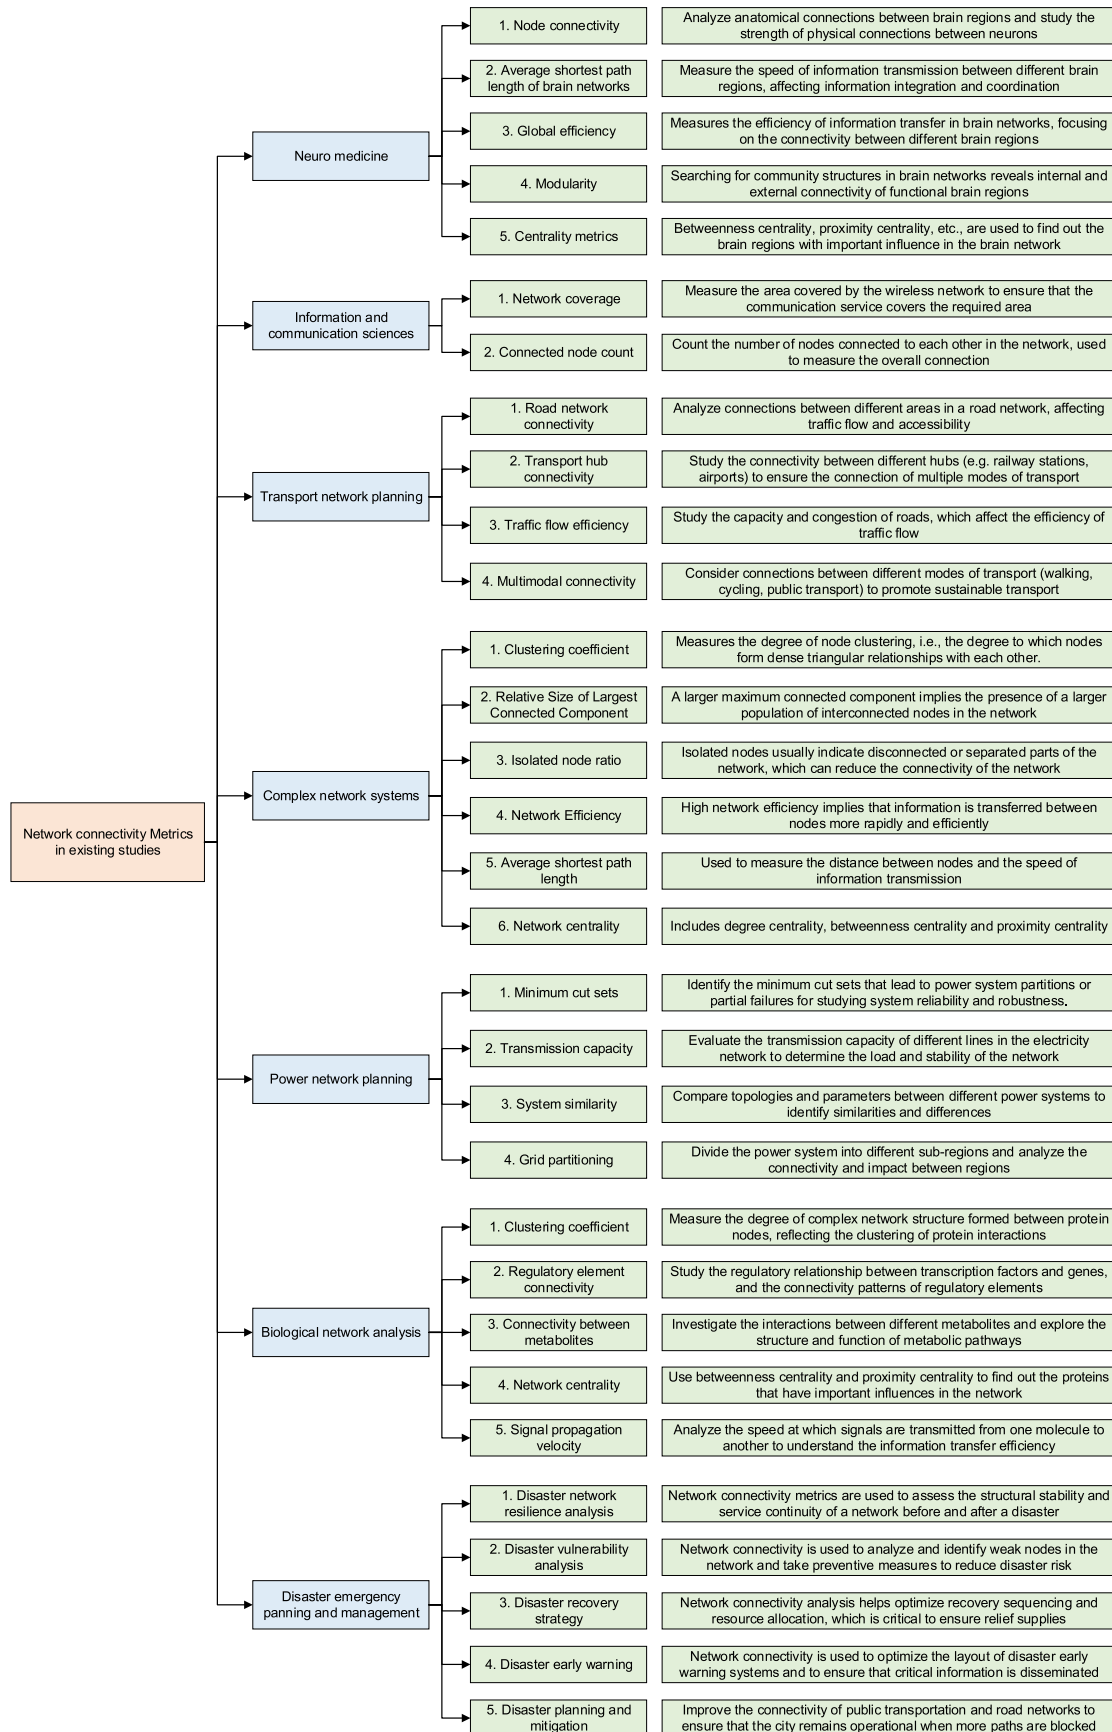 Network connectivity Metrics
in existing studies
Neuro medicine
1. Node connectivity
Analyze anatomical connections between brain regions and study the
strength of physical connections between neurons
2. Average shortest path
length of brain networks
Measure the speed of information transmission between different brain
regions, affecting information integration and coordination
3. Global efficiency
Measures the efficiency of information transfer in brain networks, focusing
on the connectivity between different brain regions
4. Modularity
Searching for community structures in brain networks reveals internal and
external connectivity of functional brain regions
5. Centrality metrics
Betweenness centrality, proximity centrality, etc., are used to find out the
brain regions with important influence in the brain network
Information and
communication sciences
1. Network coverage
Measure the area covered by the wireless network to ensure that the
communication service covers the required area
2. Connected node count
Count the number of nodes connected to each other in the network, used
to measure the overall connection
Transport network planning
1. Road network
connectivity
Analyze connections between different areas in a road network, affecting
traffic flow and accessibility
2. Transport hub
connectivity
Study the connectivity between different hubs (e.g. railway stations,
airports) to ensure the connection of multiple modes of transport
3. Traffic flow efficiency
Study the capacity and congestion of roads, which affect the efficiency of
traffic flow
4. Multimodal connectivity
Consider connections between different modes of transport (walking,
cycling, public transport) to promote sustainable transport
Complex network systems
1. Clustering coefficient
Measures the degree of node clustering, i.e., the degree to which nodes
form dense triangular relationships with each other.
2. Relative Size of Largest
Connected Component
A larger maximum connected component implies the presence of a larger
population of interconnected nodes in the network
3. Isolated node ratio
Isolated nodes usually indicate disconnected or separated parts of the
network, which can reduce the connectivity of the network
4. Network Efficiency
High network efficiency implies that information is transferred between
nodes more rapidly and efficiently
5. Average shortest path
length
Used to measure the distance between nodes and the speed of
information transmission
6. Network centrality
Includes degree centrality, betweenness centrality and proximity centrality
Power network planning
1. Minimum cut sets
Identify the minimum cut sets that lead to power system partitions or
partial failures for studying system reliability and robustness.
2. Transmission capacity
Evaluate the transmission capacity of different lines in the electricity
network to determine the load and stability of the network
3. System similarity
Compare topologies and parameters between different power systems to
identify similarities and differences
4. Grid partitioning
Divide the power system into different sub-regions and analyze the
connectivity and impact between regions
Biological network analysis
1. Clustering coefficient
Measure the degree of complex network structure formed between protein
nodes, reflecting the clustering of protein interactions
2. Regulatory element
connectivity
Study the regulatory relationship between transcription factors and genes,
and the connectivity patterns of regulatory elements
3. Connectivity between
metabolites
Investigate the interactions between different metabolites and explore the
structure and function of metabolic pathways
4. Network centrality
Use betweenness centrality and proximity centrality to find out the proteins
that have important influences in the network
5. Signal propagation
velocity
Analyze the speed at which signals are transmitted from one molecule to
another to understand the information transfer efficiency
Disaster emergency
panning and management
1. Disaster network
resilience analysis
Network connectivity metrics are used to assess the structural stability and
service continuity of a network before and after a disaster
2. Disaster vulnerability
analysis
Network connectivity is used to analyze and identify weak nodes in the
network and take preventive measures to reduce disaster risk
3. Disaster recovery
strategy
Network connectivity analysis helps optimize recovery sequencing and
resource allocation, which is critical to ensure relief supplies
4. Disaster early warning
Network connectivity is used to optimize the layout of disaster early
warning systems and to ensure that critical information is disseminated
5. Disaster planning and
mitigation
Improve the connectivity of public transportation and road networks to
ensure that the city remains operational when more paths are blocked